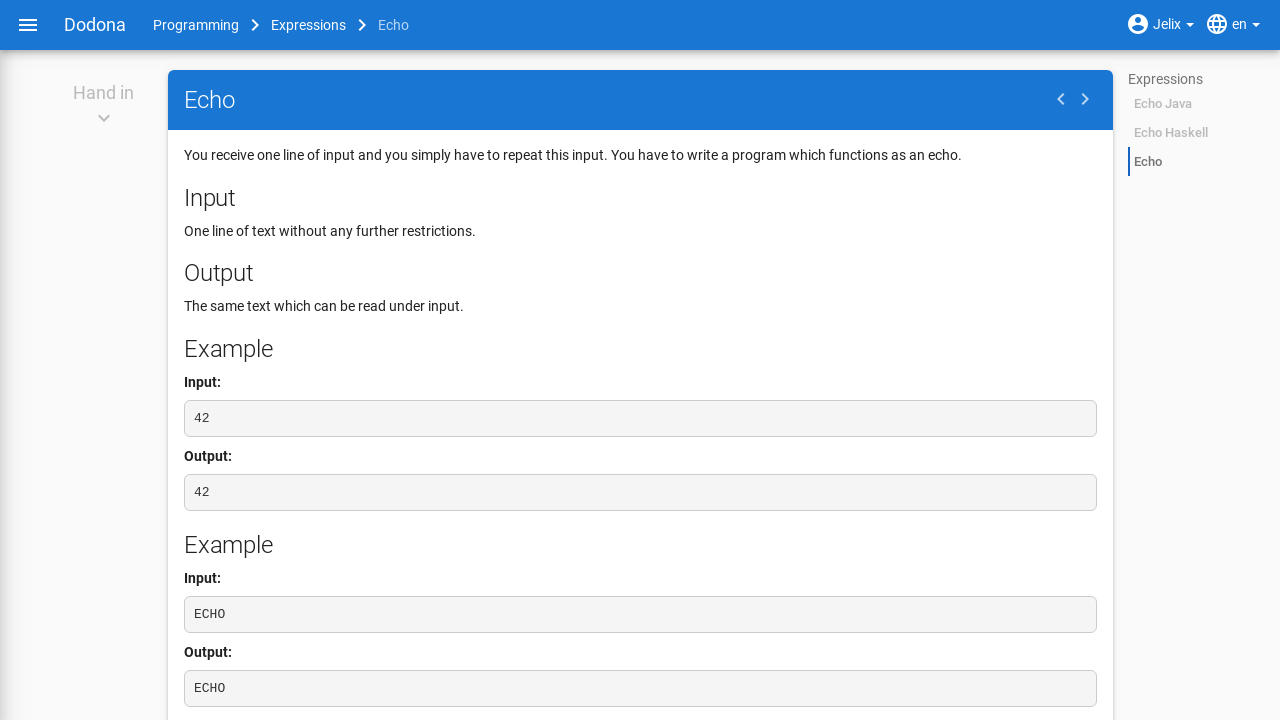 Dodona Programming Expressions Echo Jelix en
Hand in
Echo
You receive one line of input and you simply have to repeat this input. You have to write a program which functions as an echo.
Input
One line of text without any further restrictions.
Output
The same text which can be read under input.
Example
Input:
42
Output:
42
Example
Input:
ECHO
Output:
ECHO
Expressions
Echo Java
Echo Haskell
Echo